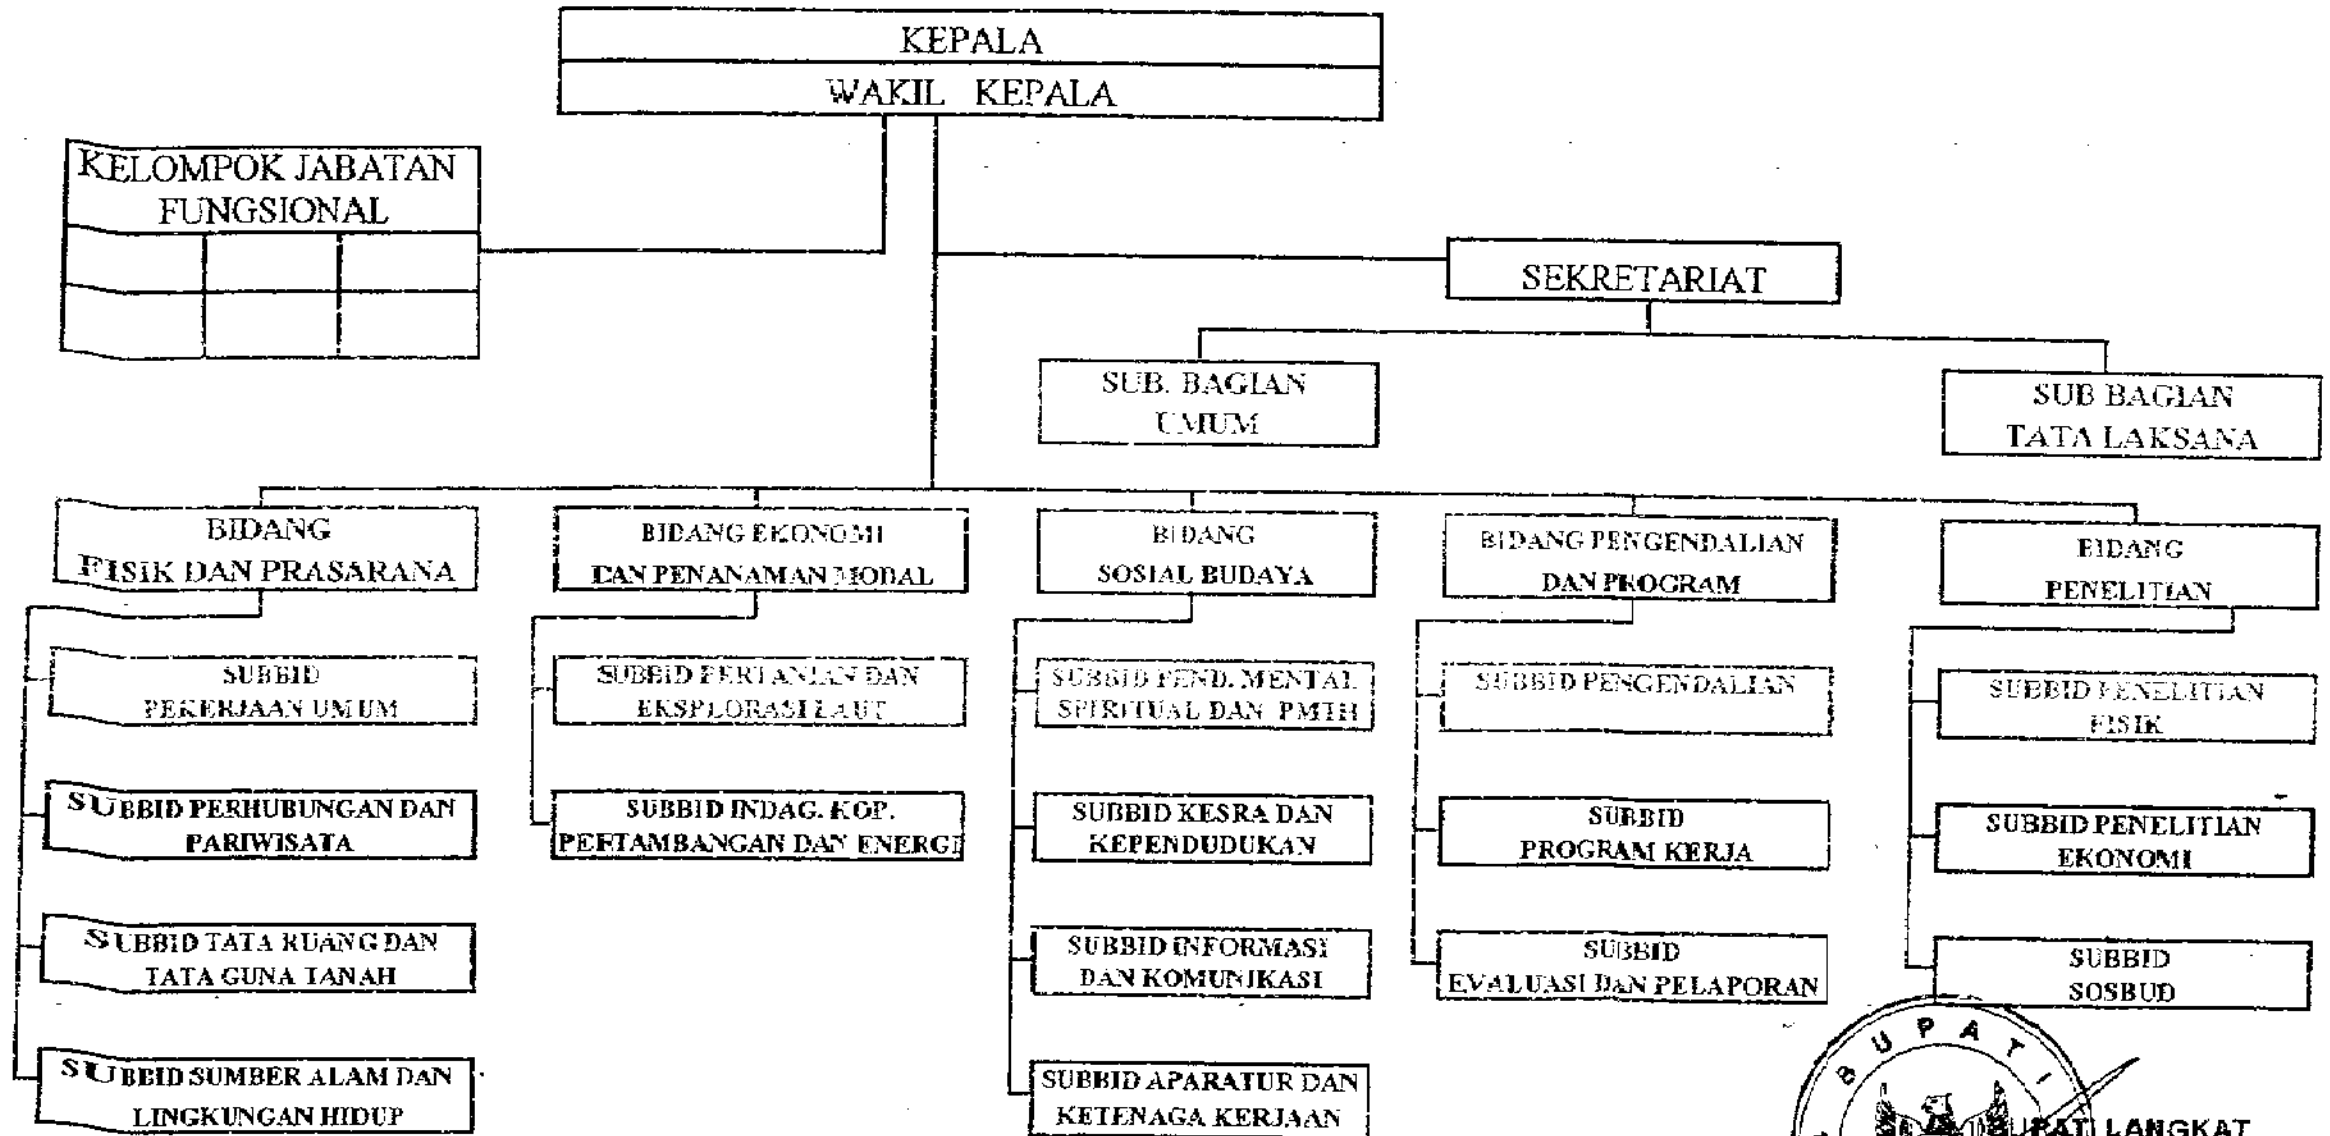 KEPALA
WAKIL KEPALA
KELOMPOK JABATAN
FUNGSIONAL
SEKRETARIAT
SUB. BAGIAN
UMUM
SUB BAGIAN
TATA LAKSANA
BIDANG
FISIK DAN PRASARANA
BIDANG EKONOMI
DAN PENANAMAN MODAL
BIDANG
SOSIAL BUDAYA
BIDANG PENGENDALIAN
DAN PROGRAM
BIDANG
PENELITIAN
SUBBID
PEKERJAAN UMUM
SUBBID PERHUBUNGAN DAN
PARIWISATA
SUBBID TATA RUANG DAN
TATA GUNA TANAH
SUBBID SUMBER ALAM DAN
LINGKUNGAN HIDUP
SUBBID PERTANIAN DAN
EKSPLORASI LAUT
SUBBID INDAG. KOP.
PERTAMBANGAN DAN ENERGI
SUBBID PEND. MENTAL
SPIRITUAL DAN PMTH
SUBBID KESRA DAN
KEPENDUDUKAN
SUBBID INFORMASI
DAN KOMUNIKASI
SUBBID APARATUR DAN
KETENAGA KERJAAN
SUBBID PENGENDALIAN
SUBBID
PROGRAM KERJA
SUBBID
EVALUASI DAN PELAPORAN
SUBBID PENELITIAN
FISIK
SUBBID PENELITIAN
EKONOMI
SUBBID
SOSBUD
BUPATI
BUPATI LANGKAT